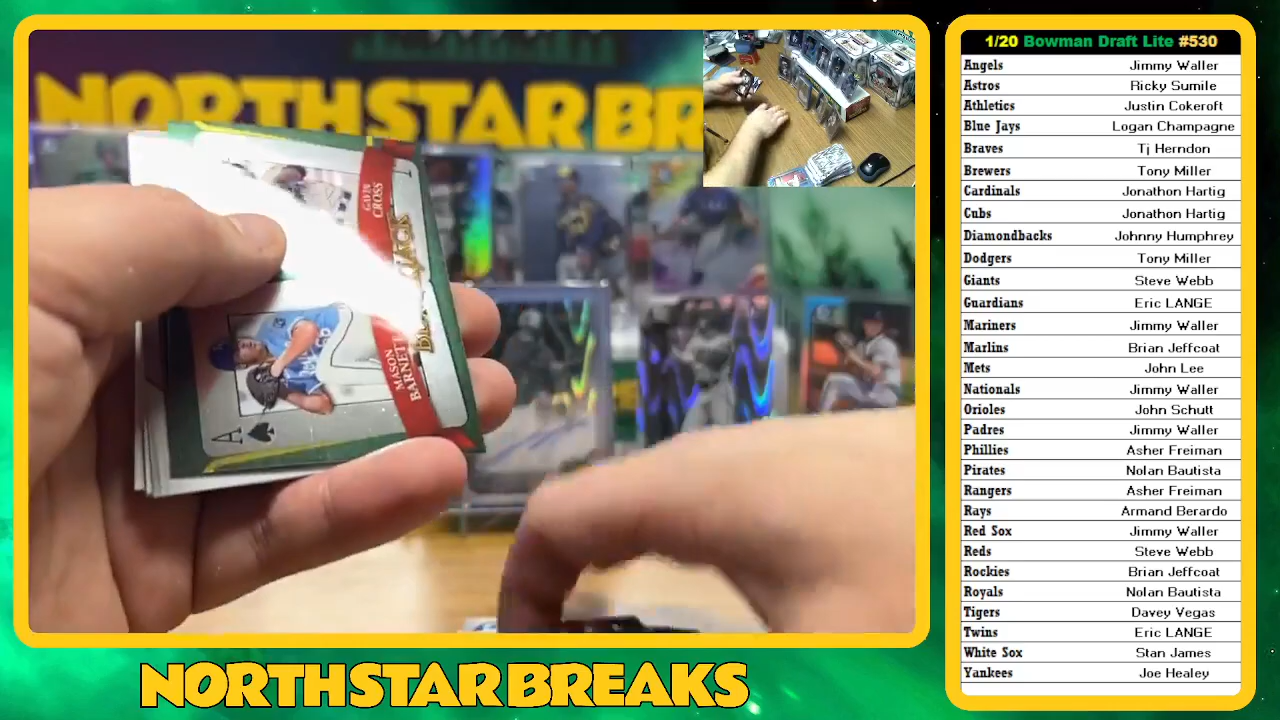 NORTHSTAR BREA
GAVIN
CROSS
MASON
BARNETT
A
NORTHSTAR BREAKS
1/20 Bowman Draft Lite #530
Angels Jimmy Waller
Astros Ricky Sumile
Athletics Justin Cokeroft
Blue Jays Logan Champagne
Braves Tj Herndon
Brewers Tony Miller
Cardinals Jonathon Hartig
Cubs Jonathon Hartig
Diamondbacks Johnny Humphrey
Dodgers Tony Miller
Giants Steve Webb
Guardians Eric LANGE
Mariners Jimmy Waller
Marlins Brian Jeffcoat
Mets John Lee
Nationals Jimmy Waller
Orioles John Schutt
Padres Jimmy Waller
Phillies Asher Freiman
Pirates Nolan Bautista
Rangers Asher Freiman
Rays Armand Berardo
Red Sox Jimmy Waller
Reds Steve Webb
Rockies Brian Jeffcoat
Royals Nolan Bautista
Tigers Davey Vegas
Twins Eric LANGE
White Sox Stan James
Yankees Joe Healey